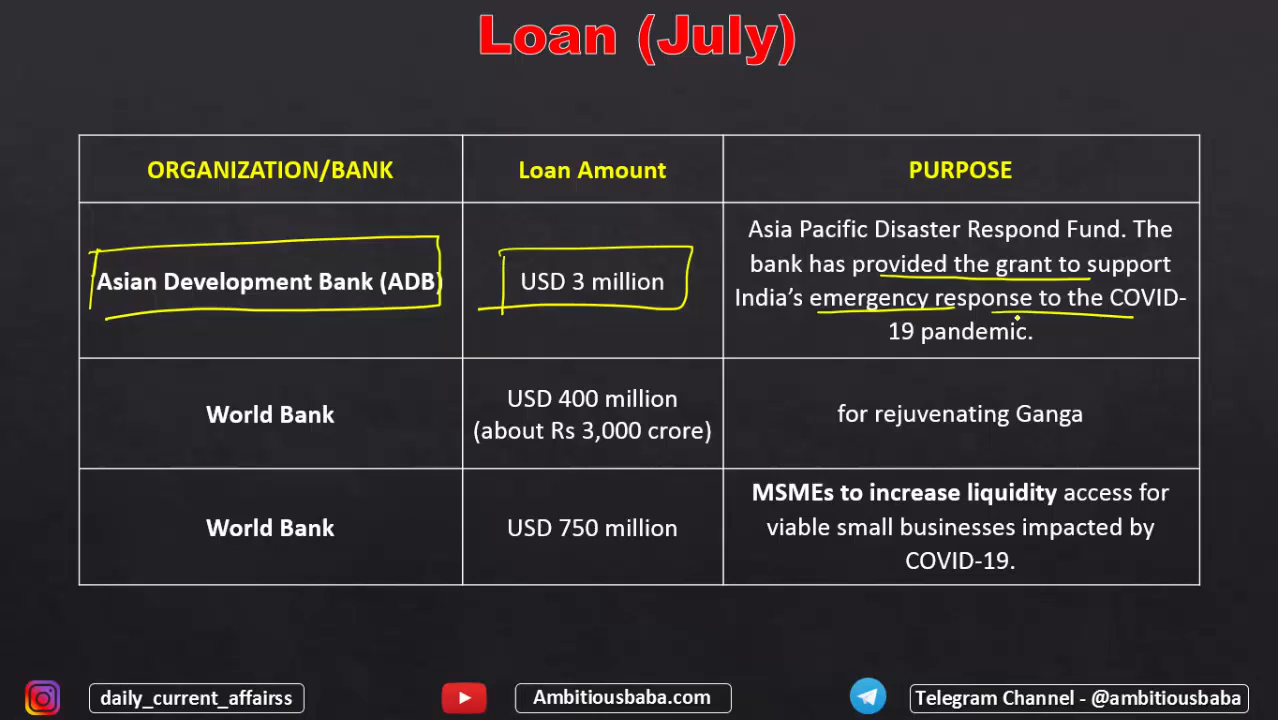 Loan (July)
ORGANIZATION/BANK
Loan Amount
PURPOSE
Asian Development Bank (ADB)
USD 3 million
Asia Pacific Disaster Respond Fund. The
bank has provided the grant to support
India's emergency response to the COVID-
19 pandemic.
World Bank
USD 400 million
(about Rs 3,000 crore)
for rejuvenating Ganga
World Bank
USD 750 million
MSMEs to increase liquidity access for
viable small businesses impacted by
COVID-19.
daily_current_affairss
Ambitiousbaba.com
Telegram Channel - @ambitiousbaba